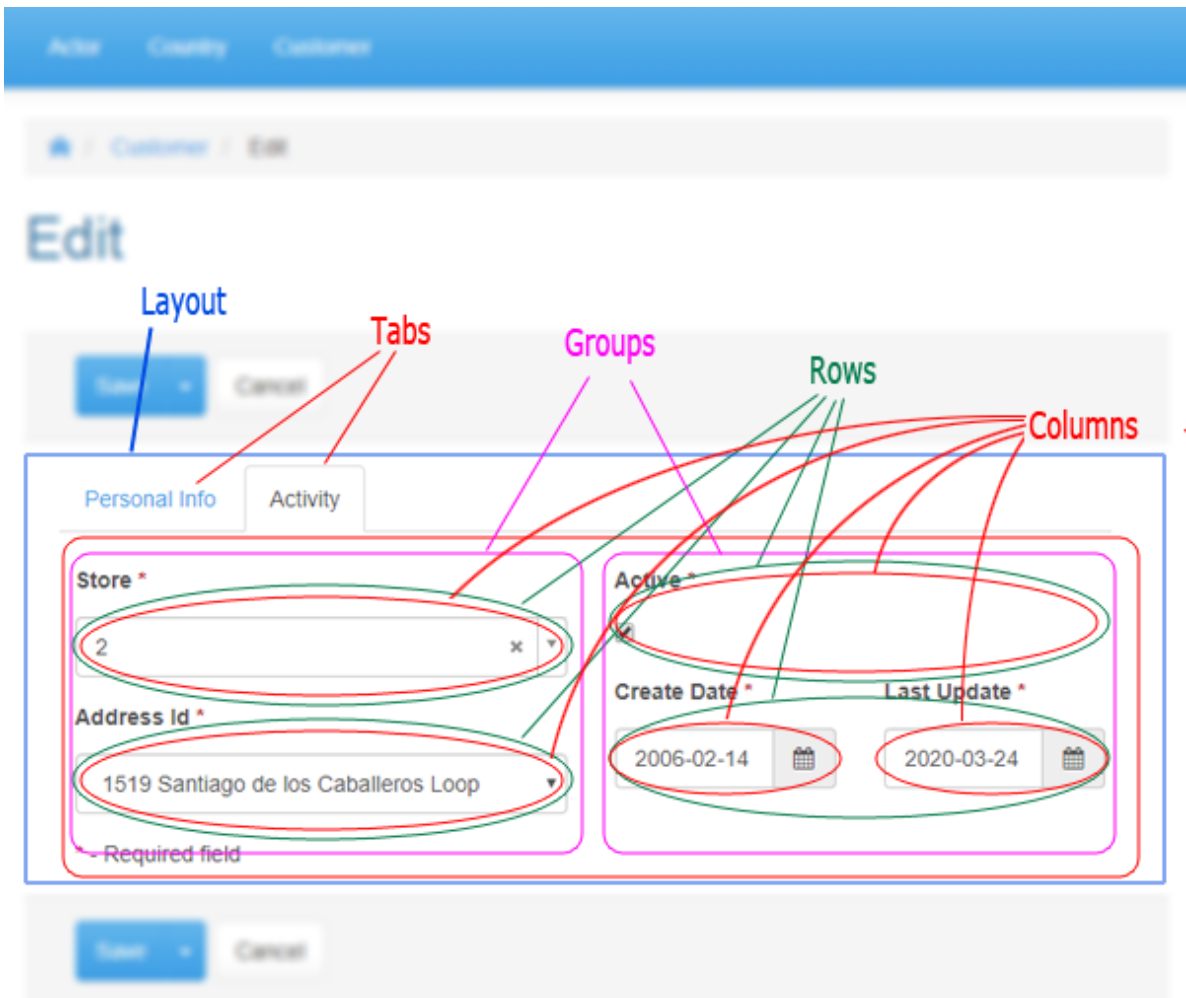 Actor Country Customer
/ Customer / Edit
Edit
Layout
Tabs
Groups
Rows
Columns
Save Cancel
Personal Info Activity
Store * Active *
2
Create Date * Last Update *
Address Id *
2006-02-14 2020-03-24
1519 Santiago de los Caballeros Loop
* - Required field
Save Cancel